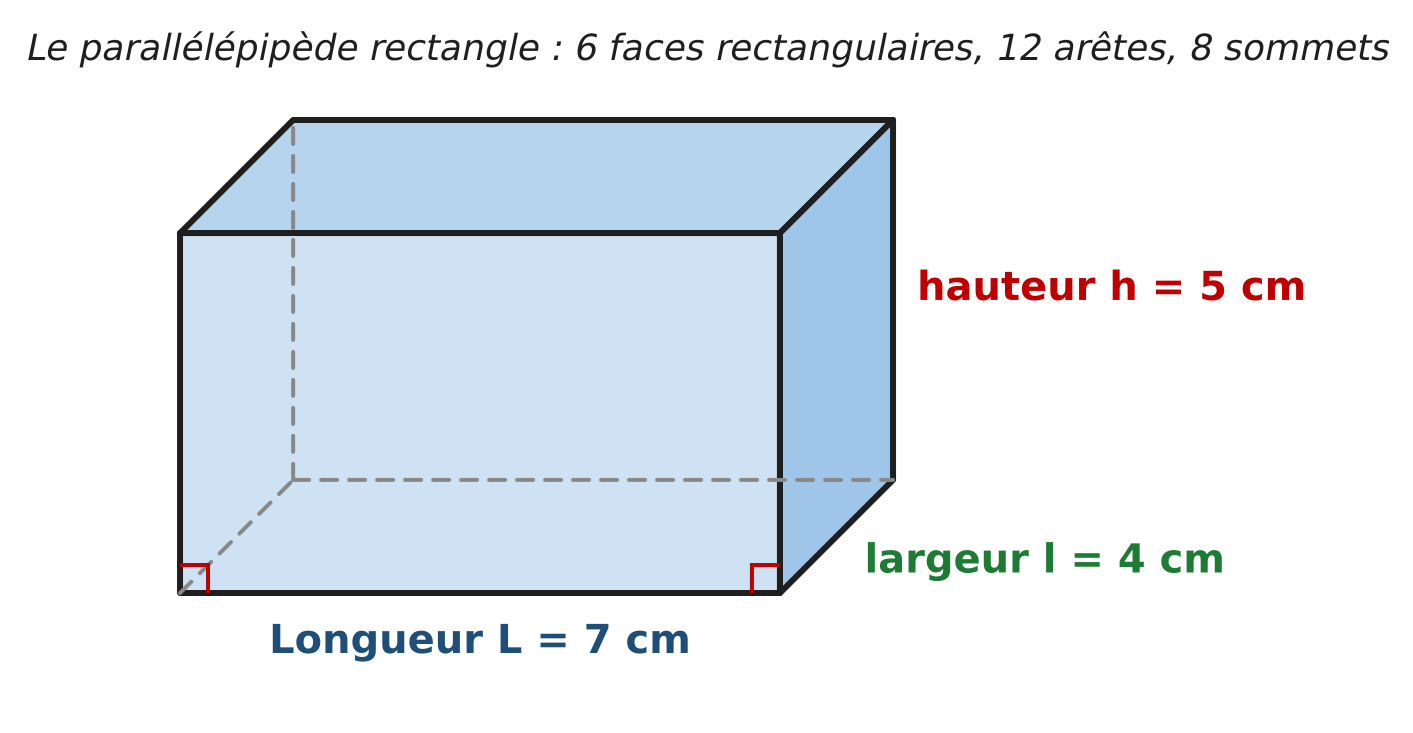 Le parallélépipède rectangle : 6 faces rectangulaires, 12 arêtes, 8 sommets
hauteur h = 5 cm
largeur l = 4 cm
Longueur L = 7 cm